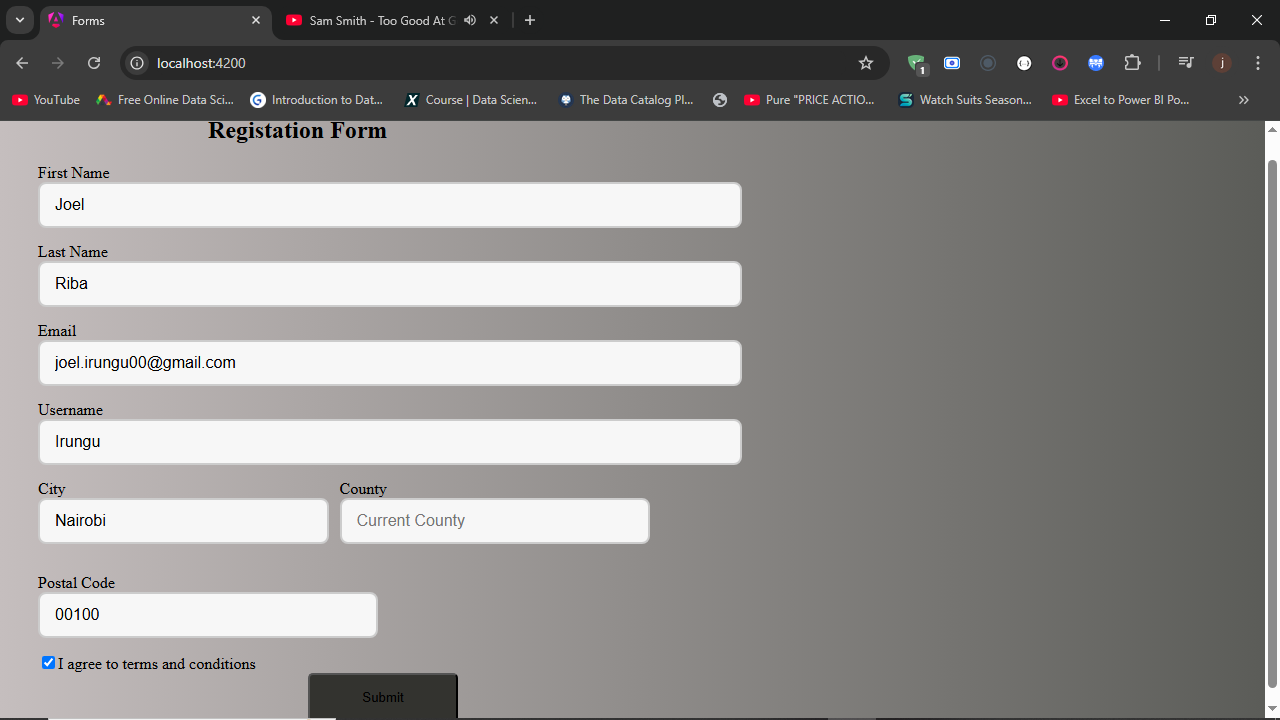 Forms
Sam Smith - Too Good At G
localhost:4200
1
j
YouTube
Free Online Data Sci...
Introduction to Dat...
Course | Data Scien...
The Data Catalog Pl...
Pure "PRICE ACTIO...
Watch Suits Season...
Excel to Power BI Po...
Registation Form
First Name
Joel
Last Name
Riba
Email
joel.irungu00@gmail.com
Username
Irungu
City County
Nairobi Current County
Postal Code
00100
I agree to terms and conditions
Submit